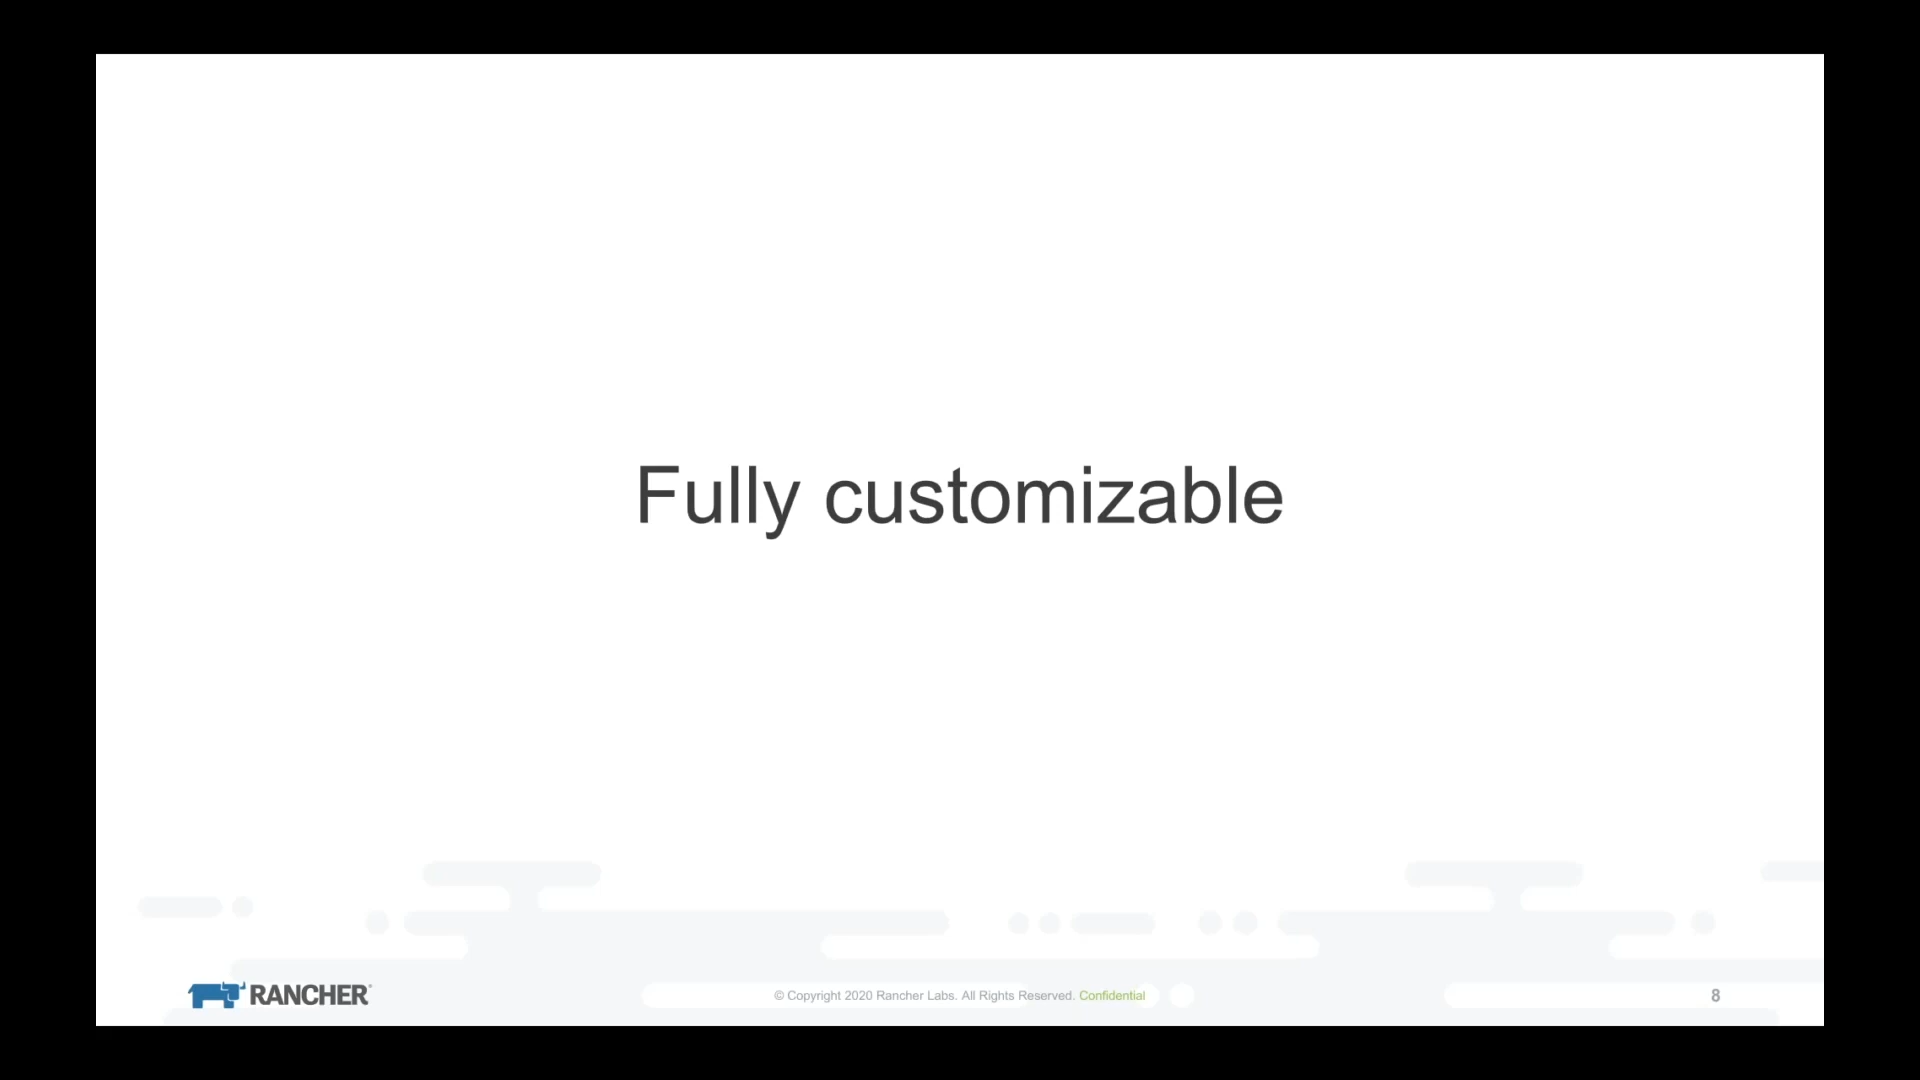 Fully customizable
RANCHER
© Copyright 2020 Rancher Labs. All Rights Reserved. Confidential
8